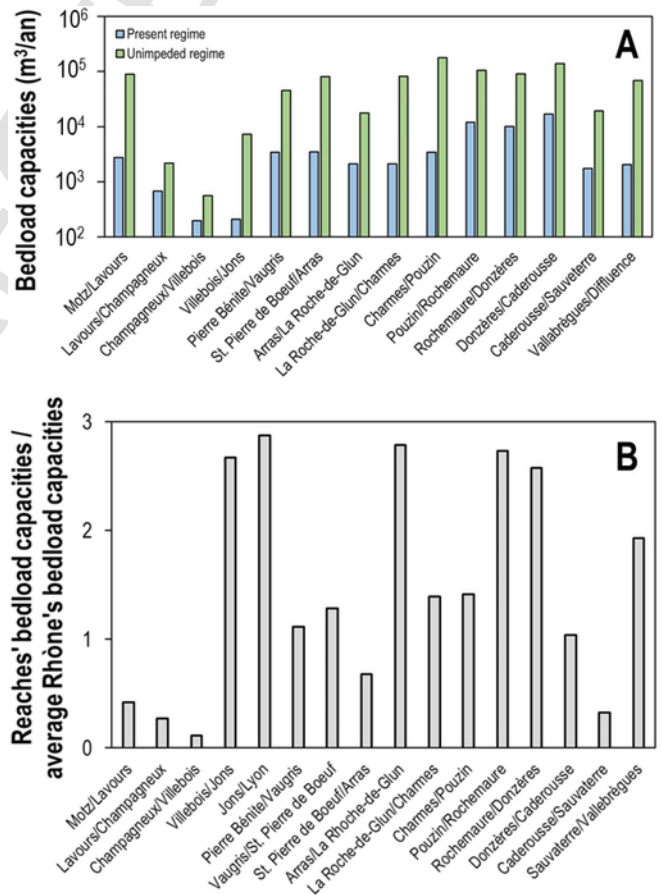 Bedload capacities (m³/an)
10⁶
10⁵
10⁴
10³
10²
Present regime
Unimpeded regime
A
Motz/Lavours
Lavours/Champagneux
Champagneux/Villebois
Villebois/Jons
Pierre Bénite/Vaugris
St. Pierre de Boeuf/Arras
Arras/La Roche-de-Glun
La Roche-de-Glun/Charmes
Charmes/Pouzin
Pouzin/Rochemaure
Rochemaure/Donzères
Donzères/Caderousse
Caderousse/Sauveterre
Vallabrègues/Diffluence
Reaches' bedload capacities /
average Rhône's bedload capacities
3
2
1
0
B
Motz/Lavours
Lavours/Champagneux
Champagneux/Villebois
Villebois/Jons
Jons/Lyon
Pierre Bénite/Vaugris
Vaugris/St. Pierre de Boeuf
St. Pierre de Boeuf/Arras
Arras/La Rhoche-de-Glun
La Roche-de-Glun/Charmes
Charmes/Pouzin
Pouzin/Rochemaure
Rochemaure/Donzères
Donzères/Caderousse
Caderousse/Sauvaterre
Sauvaterre/Vallebrègues